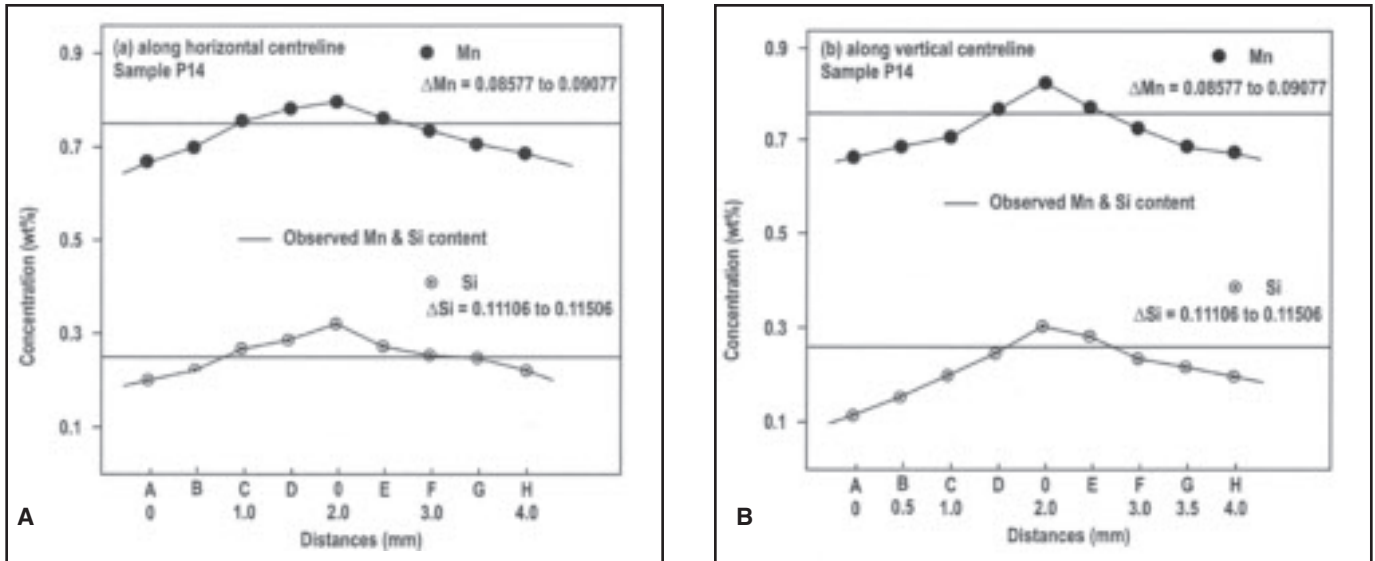 (a) along horizontal centreline
Sample P14
Mn
ΔMn = 0.08577 to 0.09077
Observed Mn & Si content
Si
ΔSi = 0.11106 to 0.11506
0.9
0.7
0.5
0.3
0.1
Concentration (wt%)
A B C D 0 E F G H
0 1.0 2.0 3.0 4.0
Distances (mm)
A
(b) along vertical centreline
Sample P14
Mn
ΔMn = 0.08577 to 0.09077
Observed Mn & Si content
Si
ΔSi = 0.11106 to 0.11506
0.9
0.7
0.5
0.3
0.1
Concentration (wt%)
A B C D 0 E F G H
0 0.5 1.0 2.0 3.0 3.5 4.0
Distances (mm)
B